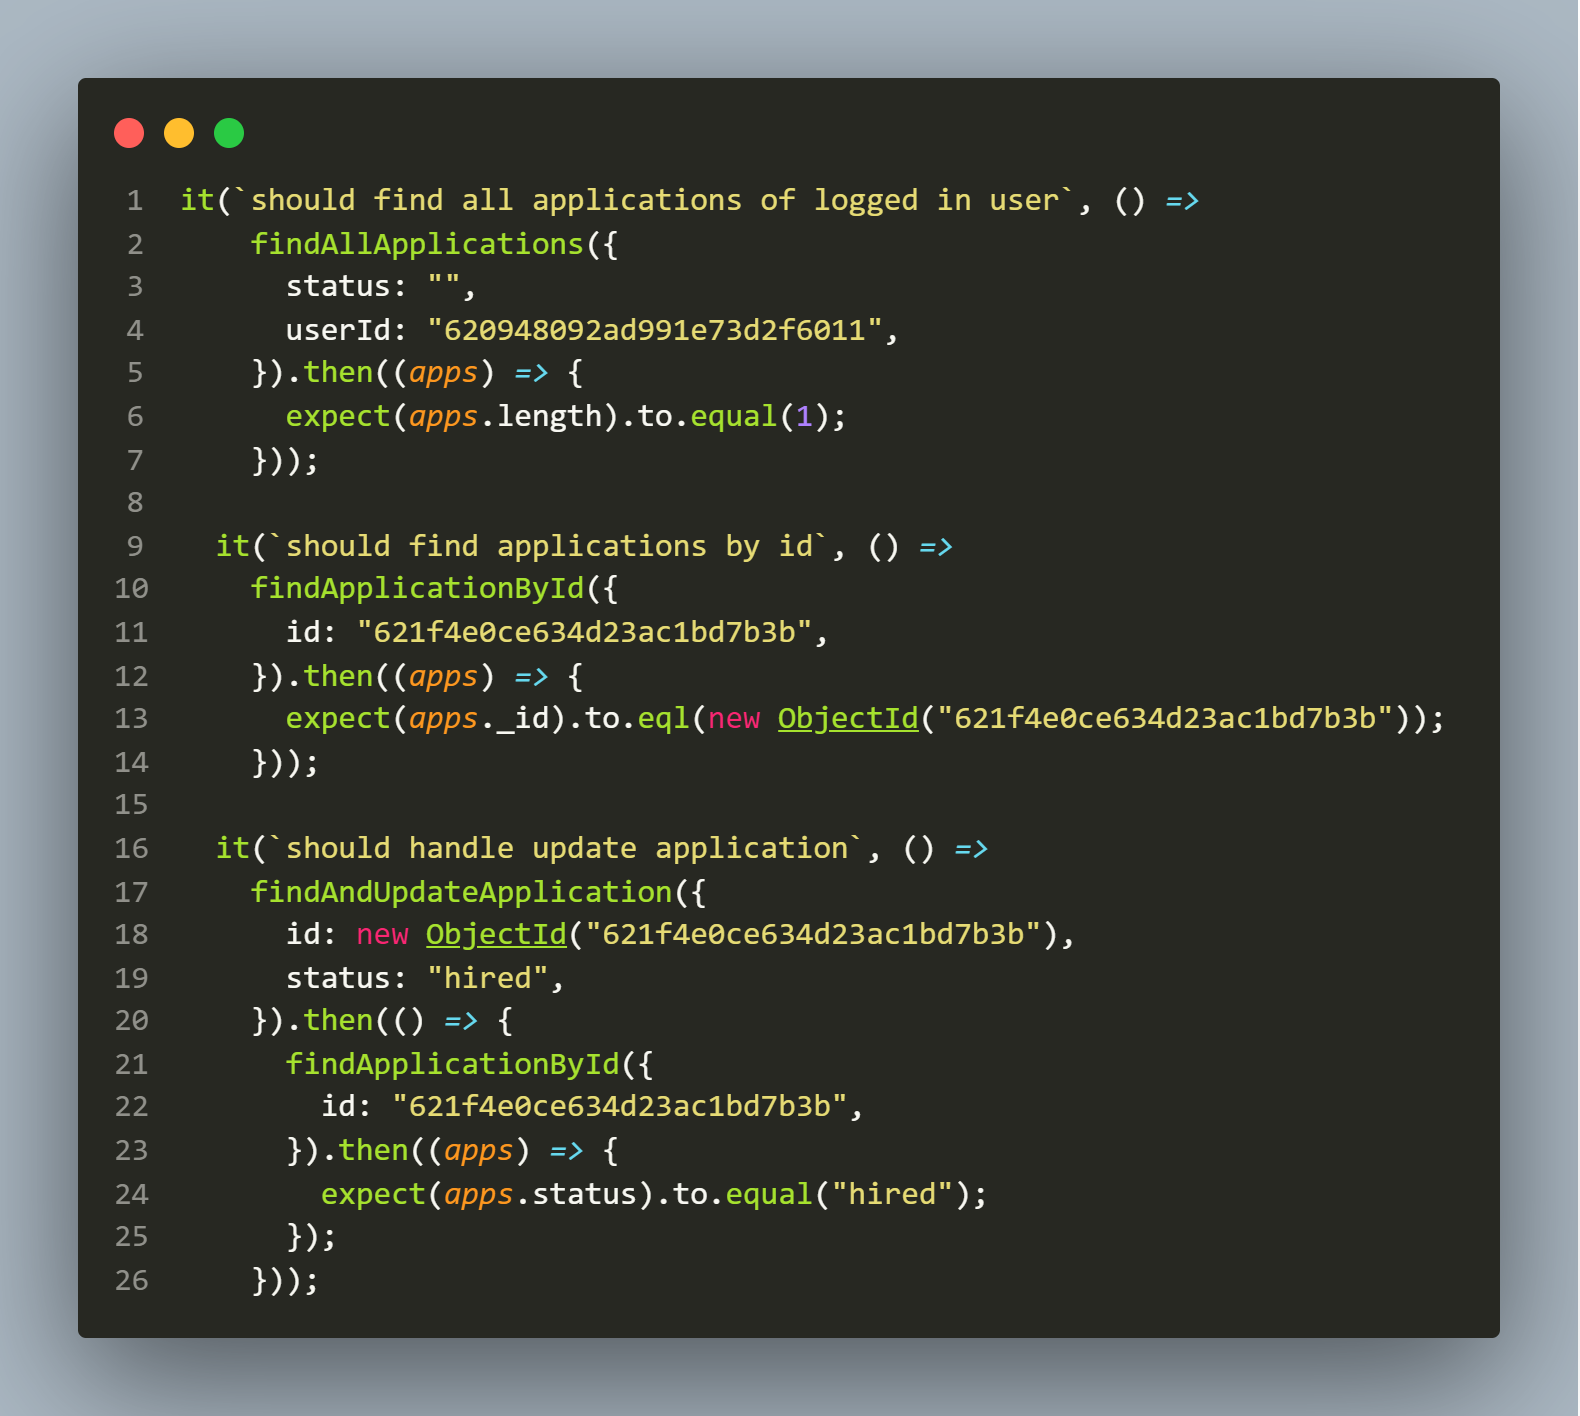 1 it(`should find all applications of logged in user`, () =>
2 findAllApplications({
3 status: "",
4 userId: "620948092ad991e73d2f6011",
5 }).then((apps) => {
6 expect(apps.length).to.equal(1);
7 }));
8
9 it(`should find applications by id`, () =>
10 findApplicationById({
11 id: "621f4e0ce634d23ac1bd7b3b",
12 }).then((apps) => {
13 expect(apps._id).to.eql(new ObjectId("621f4e0ce634d23ac1bd7b3b"));
14 }));
15
16 it(`should handle update application`, () =>
17 findAndUpdateApplication({
18 id: new ObjectId("621f4e0ce634d23ac1bd7b3b"),
19 status: "hired",
20 }).then(() => {
21 findApplicationById({
22 id: "621f4e0ce634d23ac1bd7b3b",
23 }).then((apps) => {
24 expect(apps.status).to.equal("hired");
25 });
26 }));